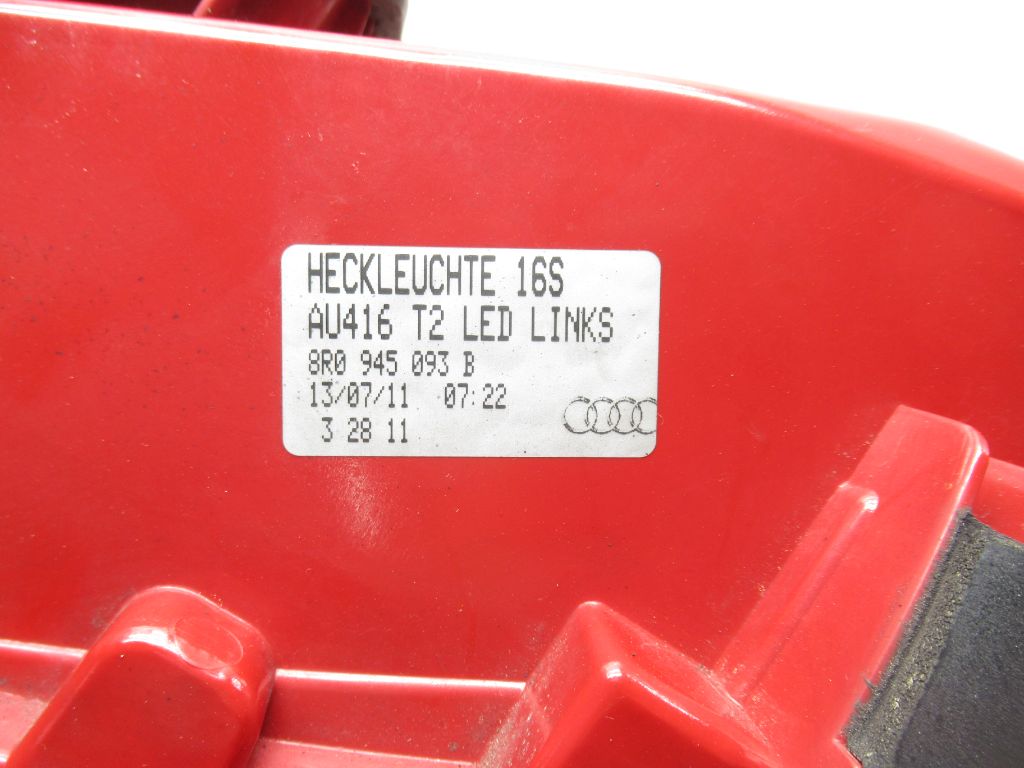 HECKLEUCHTE 16S
AU416 T2 LED LINKS
8R0 945 093 B
13/07/11 07:22
3 28 11